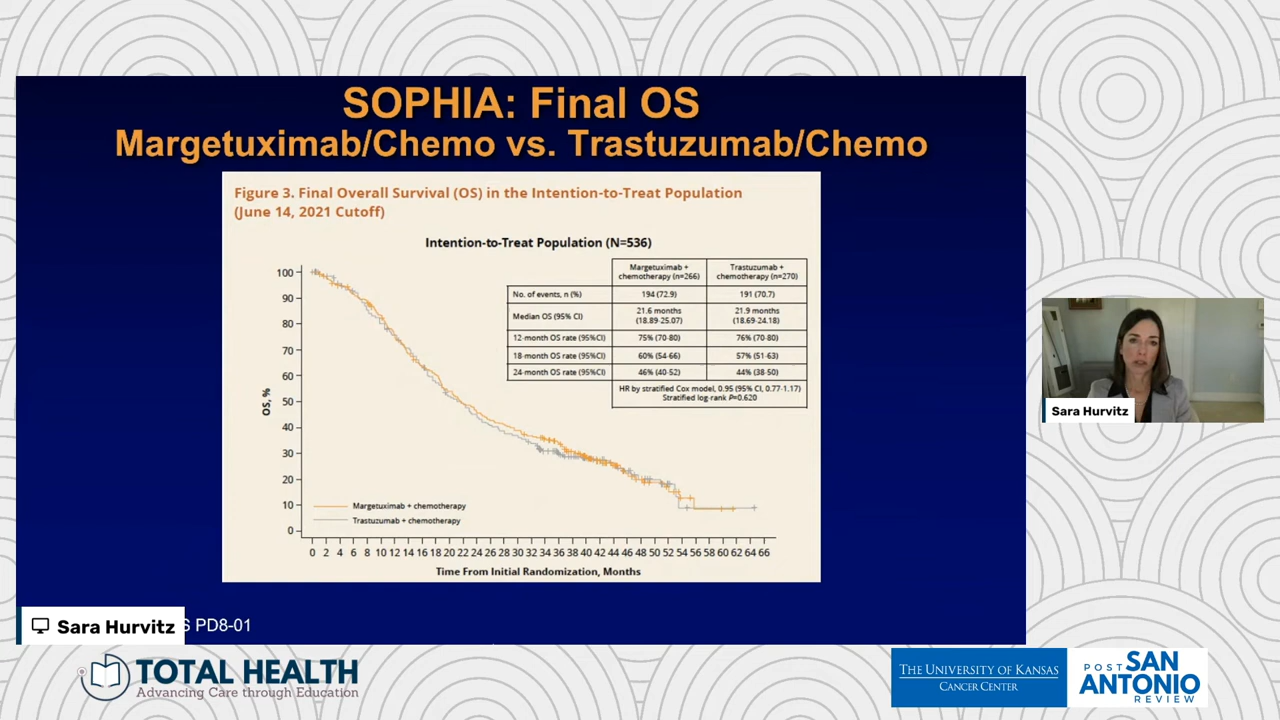 SOPHIA: Final OS
Margetuximab/Chemo vs. Trastuzumab/Chemo
Figure 3. Final Overall Survival (OS) in the Intention-to-Treat Population
(June 14, 2021 Cutoff)
Intention-to-Treat Population (N=536)
Margetuximab + chemotherapy (n=266) Trastuzumab + chemotherapy (n=270)
No. of events, n (%) 194 (72.9) 191 (70.7)
Median OS (95% CI) 21.6 months (18.89-25.07) 21.9 months (18.69-24.18)
12-month OS rate (95%CI) 75% (70-80) 76% (70-80)
18-month OS rate (95%CI) 60% (54-66) 57% (51-63)
24-month OS rate (95%CI) 46% (40-52) 44% (38-50)
HR by stratified Cox model, 0.95 (95% CI, 0.77-1.17)
Stratified log-rank P=0.620
OS, %
100
90
80
70
60
50
40
30
20
10
0
Margetuximab + chemotherapy
Trastuzumab + chemotherapy
0 2 4 6 8 10 12 14 16 18 20 22 24 26 28 30 32 34 36 38 40 42 44 46 48 50 52 54 56 58 60 62 64 66
Time From Initial Randomization, Months
Sara Hurvitz
Sara Hurvitz S PD8-01
TOTAL HEALTH
Advancing Care through Education
THE UNIVERSITY OF KANSAS
CANCER CENTER
POST SAN
ANTONIO
REVIEW